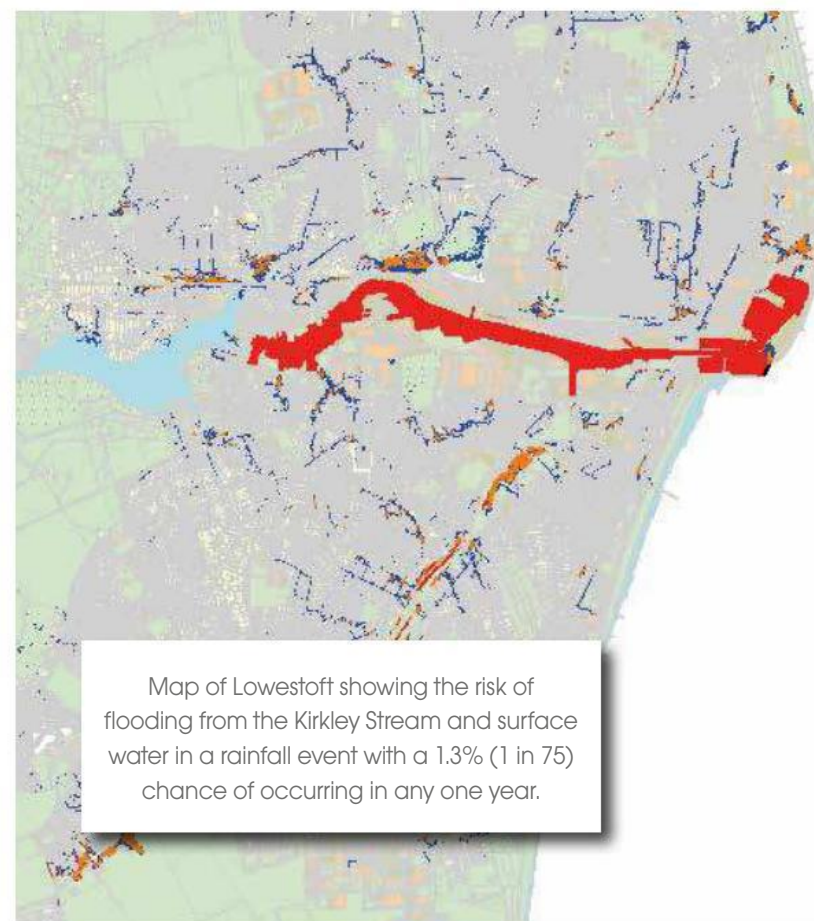 Map of Lowestoft showing the risk of
flooding from the Kirkley Stream and surface
water in a rainfall event with a 1.3% (1 in 75)
chance of occurring in any one year.